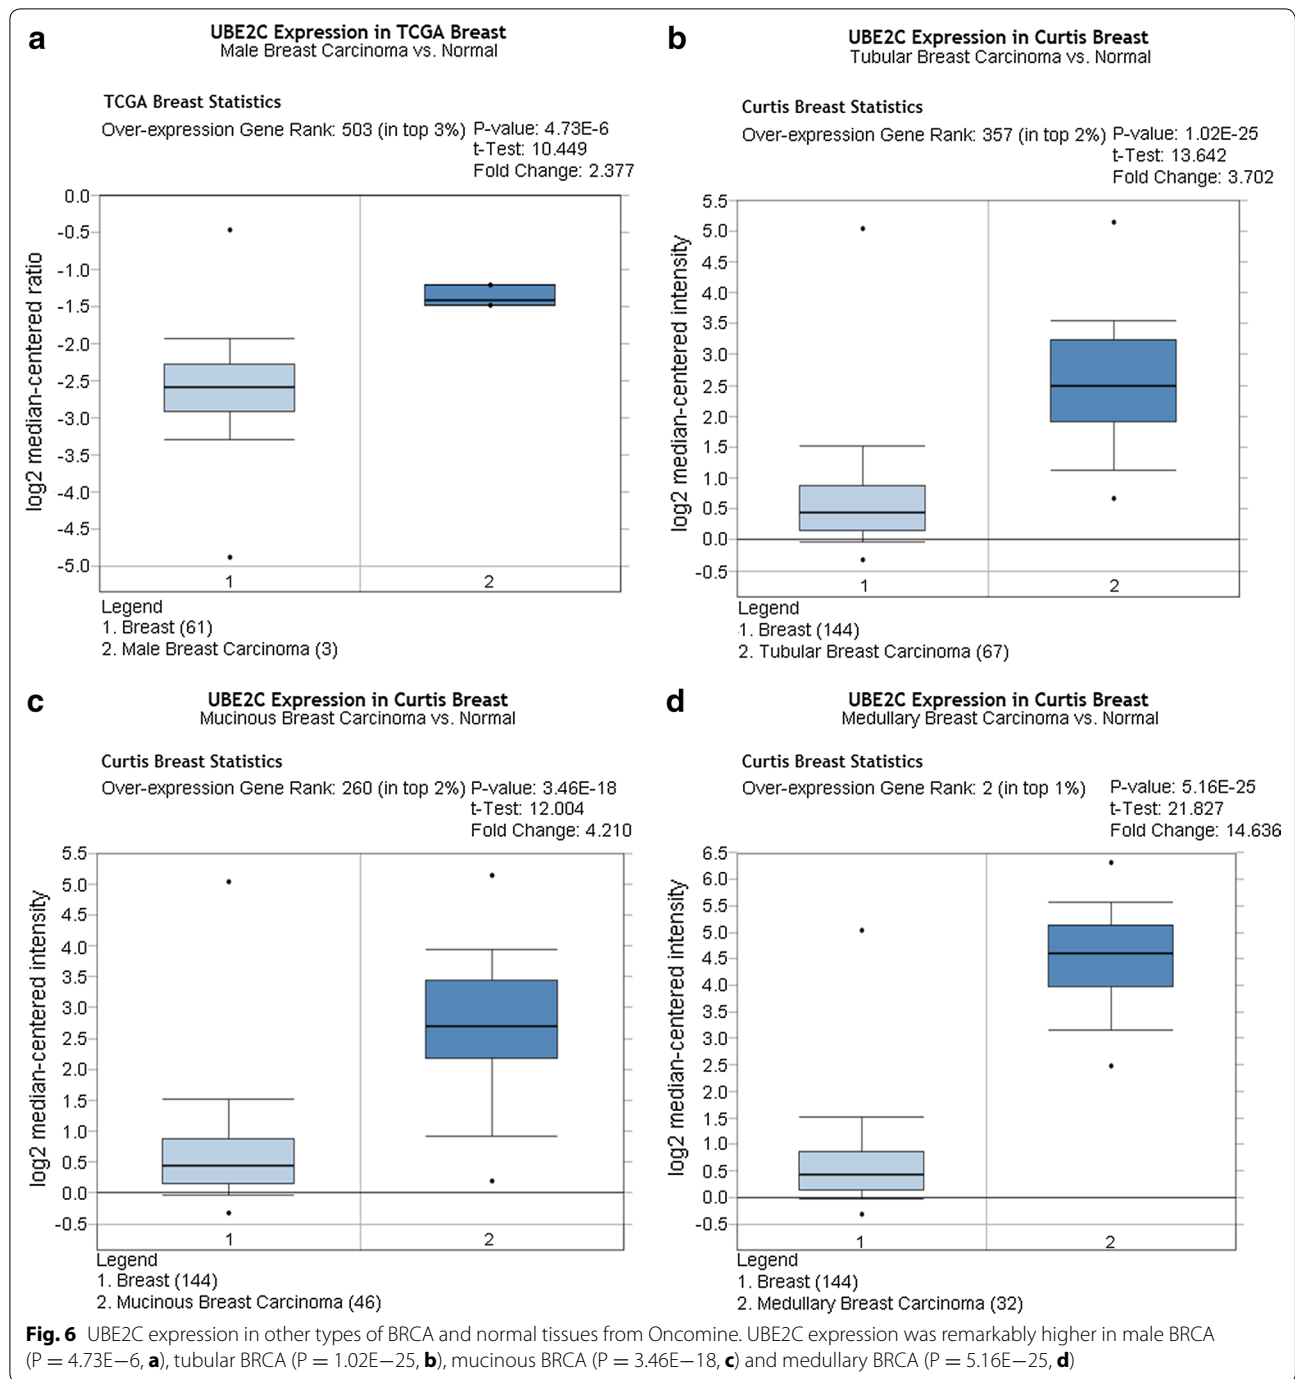 a
UBE2C Expression in TCGA Breast
Male Breast Carcinoma vs. Normal
TCGA Breast Statistics
Over-expression Gene Rank: 503 (in top 3%) P-value: 4.73E-6
t-Test: 10.449
Fold Change: 2.377
log2 median-centered ratio
0.0
-0.5
-1.0
-1.5
-2.0
-2.5
-3.0
-3.5
-4.0
-4.5
-5.0
1 2
Legend
1. Breast (61)
2. Male Breast Carcinoma (3)
b
UBE2C Expression in Curtis Breast
Tubular Breast Carcinoma vs. Normal
Curtis Breast Statistics
Over-expression Gene Rank: 357 (in top 2%) P-value: 1.02E-25
t-Test: 13.642
Fold Change: 3.702
log2 median-centered intensity
5.5
5.0
4.5
4.0
3.5
3.0
2.5
2.0
1.5
1.0
0.5
0.0
-0.5
1 2
Legend
1. Breast (144)
2. Tubular Breast Carcinoma (67)
c
UBE2C Expression in Curtis Breast
Mucinous Breast Carcinoma vs. Normal
Curtis Breast Statistics
Over-expression Gene Rank: 260 (in top 2%) P-value: 3.46E-18
t-Test: 12.004
Fold Change: 4.210
log2 median-centered intensity
5.5
5.0
4.5
4.0
3.5
3.0
2.5
2.0
1.5
1.0
0.5
0.0
-0.5
1 2
Legend
1. Breast (144)
2. Mucinous Breast Carcinoma (46)
d
UBE2C Expression in Curtis Breast
Medullary Breast Carcinoma vs. Normal
Curtis Breast Statistics
Over-expression Gene Rank: 2 (in top 1%) P-value: 5.16E-25
t-Test: 21.827
Fold Change: 14.636
log2 median-centered intensity
6.5
6.0
5.5
5.0
4.5
4.0
3.5
3.0
2.5
2.0
1.5
1.0
0.5
0.0
-0.5
1 2
Legend
1. Breast (144)
2. Medullary Breast Carcinoma (32)
Fig. 6 UBE2C expression in other types of BRCA and normal tissues from Oncomine. UBE2C expression was remarkably higher in male BRCA
(P = 4.73E−6, a), tubular BRCA (P = 1.02E−25, b), mucinous BRCA (P = 3.46E−18, c) and medullary BRCA (P = 5.16E−25, d)